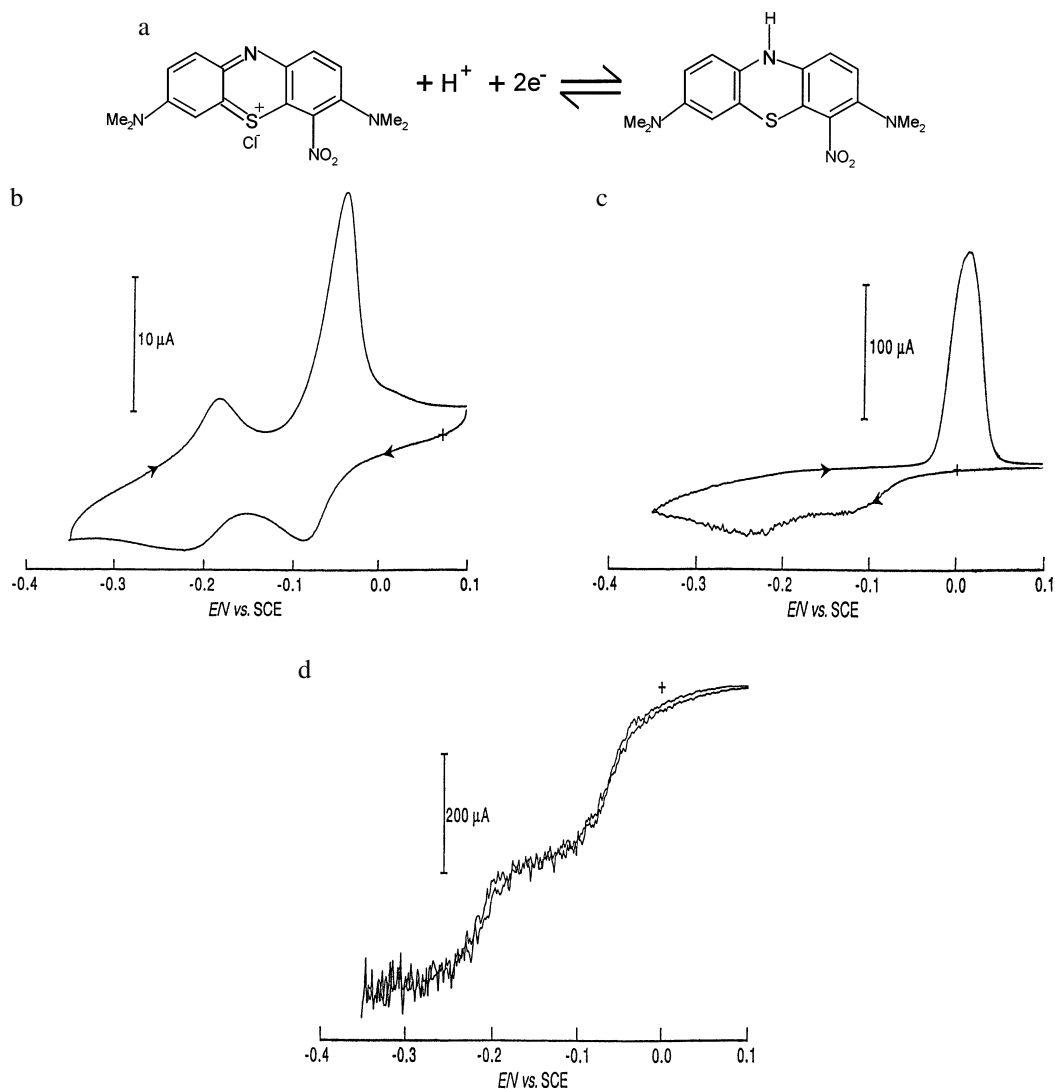 a
H
N
N
+ H+ + 2e-
Me2N
S
+
Cl-
NMe2
NO2
Me2N
S
NMe2
NO2
b
c
10 µA
100 µA
-0.4
-0.3
-0.2
-0.1
0.0
0.1
E/V vs. SCE
-0.4
-0.3
-0.2
-0.1
0.0
0.1
E/V vs. SCE
d
200 µA
-0.4
-0.3
-0.2
-0.1
0.0
0.1
E/V vs. SCE